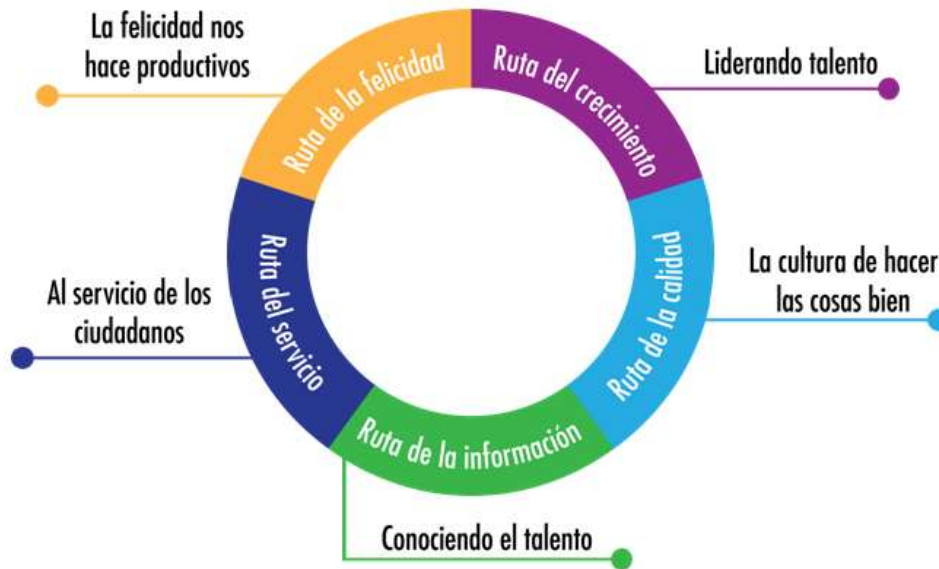 La felicidad nos
hace productivos
Ruta de la felicidad
Ruta del crecimiento
Liderando talento
Ruta de la calidad
La cultura de hacer
las cosas bien
Ruta del servicio
Al servicio de los
ciudadanos
Ruta de la información
Conociendo el talento